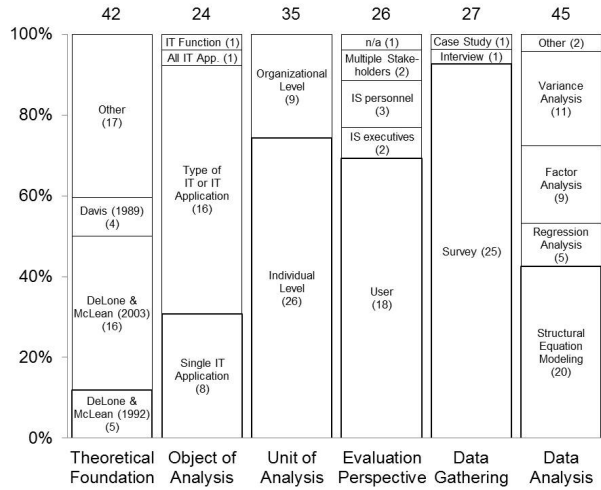 42
24
35
26
27
45
100%
80%
60%
40%
20%
0%
Other
(17)
Davis (1989)
(4)
DeLone &
McLean (2003)
(16)
DeLone &
McLean (1992)
(5)
IT Function (1)
All IT App. (1)
Type of
IT or IT
Application
(16)
Single IT
Application
(8)
Organizational
Level
(9)
Individual
Level
(26)
n/a (1)
Multiple Stake-
holders (2)
IS personnel
(3)
IS executives
(2)
User
(18)
Case Study (1)
Interview (1)
Survey (25)
Other (2)
Variance
Analysis
(11)
Factor
Analysis
(9)
Regression
Analysis
(5)
Structural
Equation
Modeling
(20)
Theoretical
Foundation
Object of
Analysis
Unit of
Analysis
Evaluation
Perspective
Data
Gathering
Data
Analysis